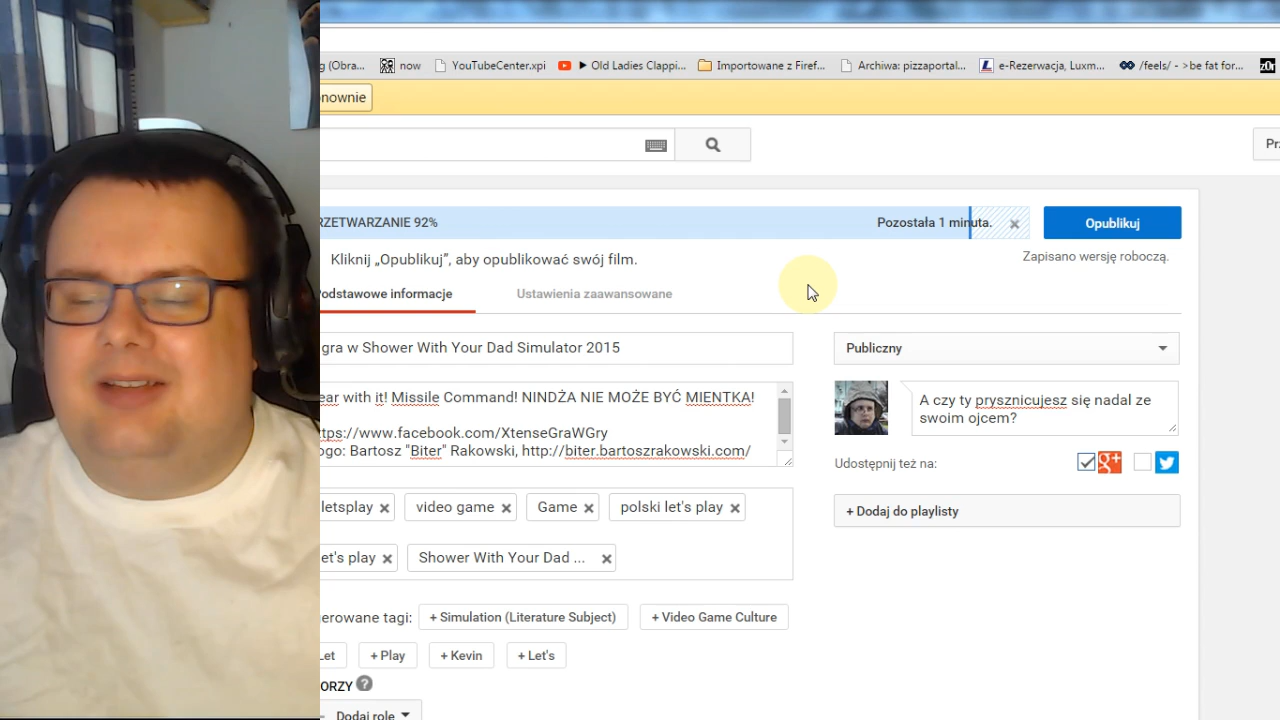 g (Obra... now YouTubeCenter.xpi ► Old Ladies Clappi... Importowane z Firef... Archiwa: pizzaportal... e-Rezerwacja, Luxm... /feels/ - >be fat for... z0r
nownie
Prz
RZETWARZANIE 92% Pozostała 1 minuta. Opublikuj
Kliknij „Opublikuj”, aby opublikować swój film. Zapisano wersję roboczą.
Podstawowe informacje Ustawienia zaawansowane
gra w Shower With Your Dad Simulator 2015 Publiczny
ear with it! Missile Command! NINDŻA NIE MOŻE BYĆ MIENTKA! A czy ty prysznicujesz się nadal ze
swoim ojcem?
ttps://www.facebook.com/XtenseGraWGry
ogo: Bartosz "Biter" Rakowski, http://biter.bartoszrakowski.com/
Udostępnij też na: g+
letsplay video game Game polski let's play + Dodaj do playlisty
et's play Shower With Your Dad ...
erowane tagi: + Simulation (Literature Subject) + Video Game Culture
Let + Play + Kevin + Let's
ORZY ?
Dodaj rolę